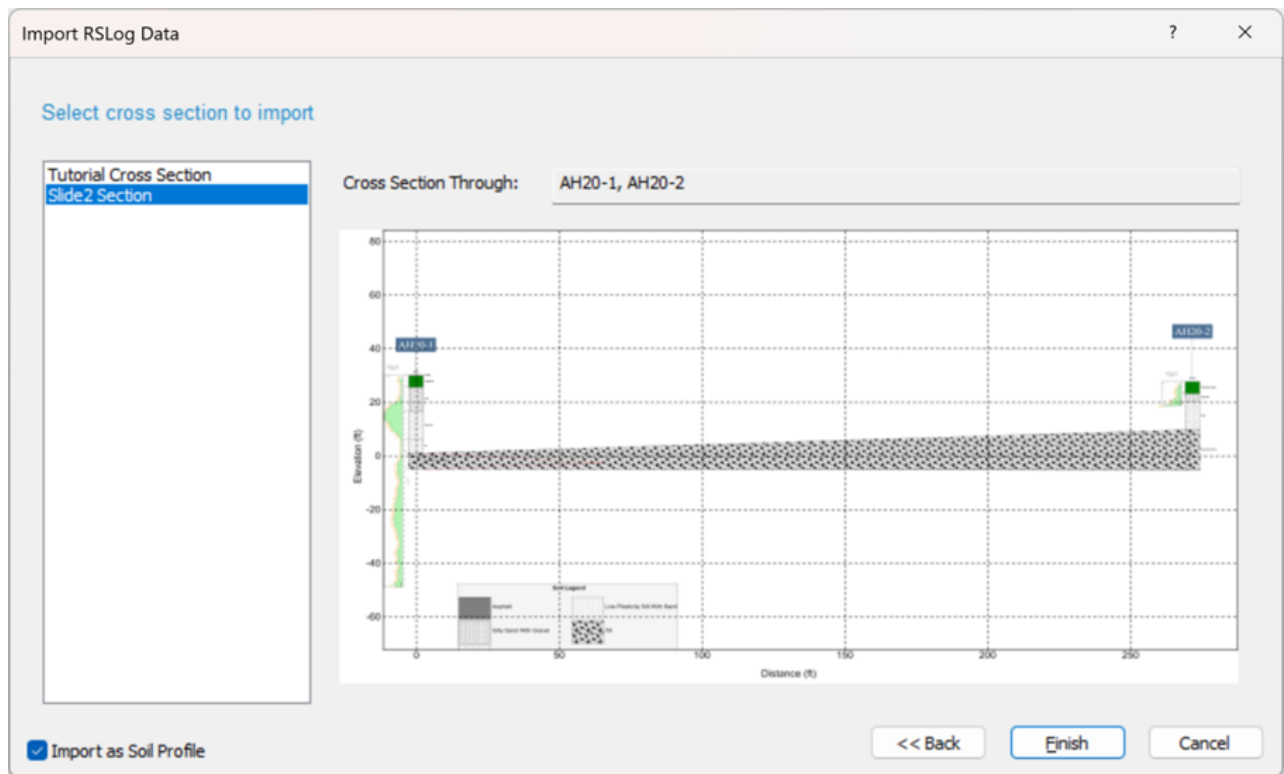 Import RSLog Data
?
Select cross section to import
Tutorial Cross Section
Slide2 Section
Cross Section Through:
AH20-1, AH20-2
80
60
40
20
0
-20
-40
-60
Elevation (ft)
AH20-1
AH20-2
Soil Legend
Asphalt
Low Plasticity Silt With Sand
Silty Sand With Gravel
Fill
0
50
100
150
200
250
Distance (ft)
Import as Soil Profile
<< Back
Finish
Cancel